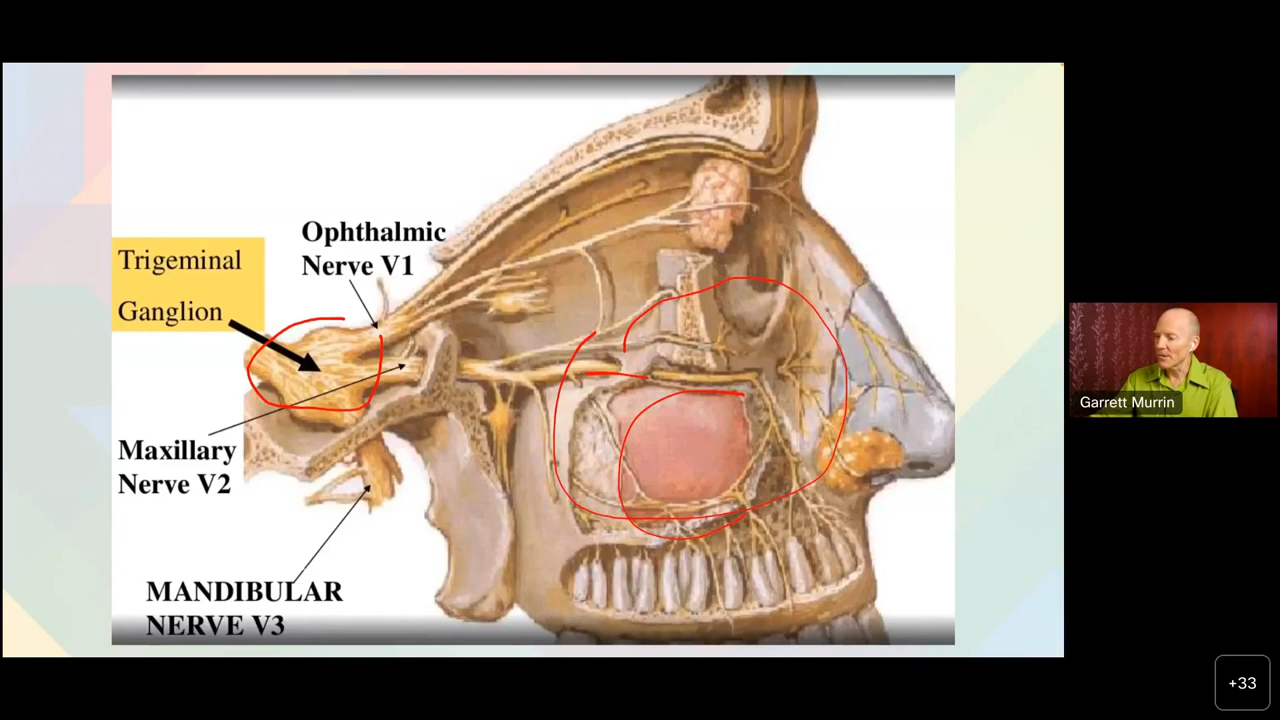 Ophthalmic
Nerve V1
Trigeminal
Ganglion
Maxillary
Nerve V2
MANDIBULAR
NERVE V3
Garrett Murrin
+33